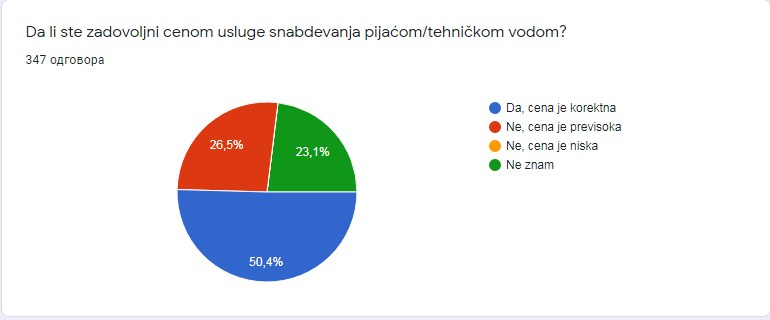 Da li ste zadovoljni cenom usluge snabdevanja pijaćom/tehničkom vodom?
347 одговора
Da, cena je korektna
Ne, cena je previsoka
Ne, cena je niska
Ne znam
26,5%
23,1%
50,4%